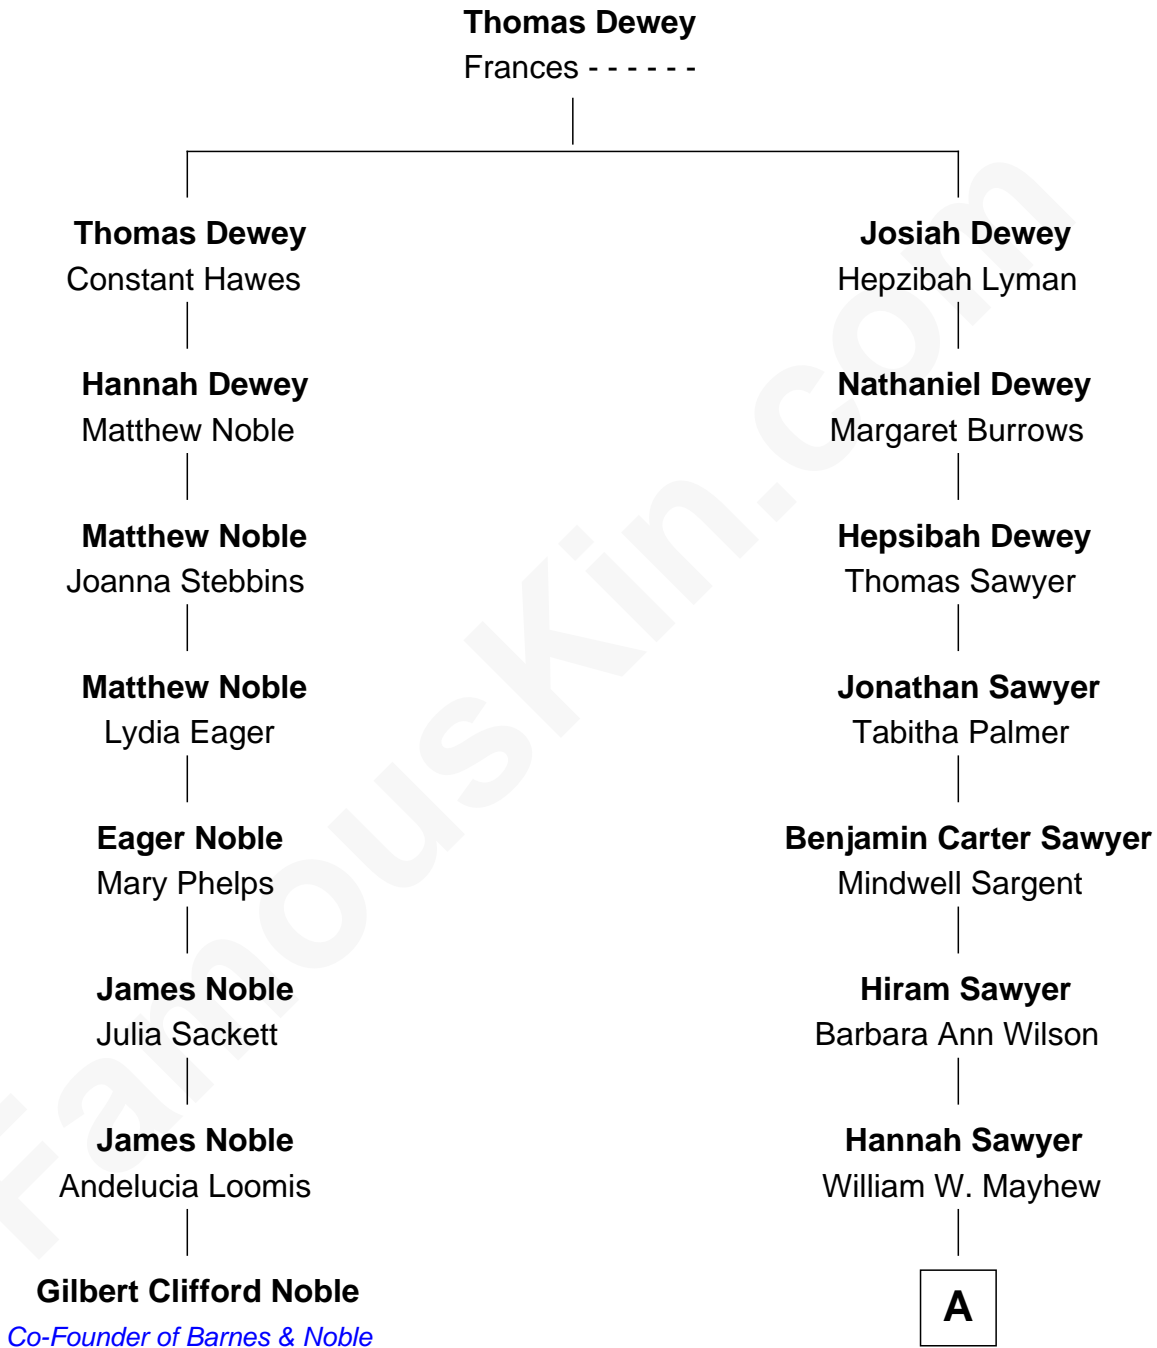 Thomas Dewey
Frances - - - - - -
Thomas Dewey
Constant Hawes
Hannah Dewey
Matthew Noble
Matthew Noble
Joanna Stebbins
Matthew Noble
Lydia Eager
Eager Noble
Mary Phelps
James Noble
Julia Sackett
James Noble
Andelucia Loomis
Gilbert Clifford Noble
Co-Founder of Barnes & Noble
Josiah Dewey
Hepzibah Lyman
Nathaniel Dewey
Margaret Burrows
Hepsibah Dewey
Thomas Sawyer
Jonathan Sawyer
Tabitha Palmer
Benjamin Carter Sawyer
Mindwell Sargent
Hiram Sawyer
Barbara Ann Wilson
Hannah Sawyer
William W. Mayhew
A
FamousKin.com